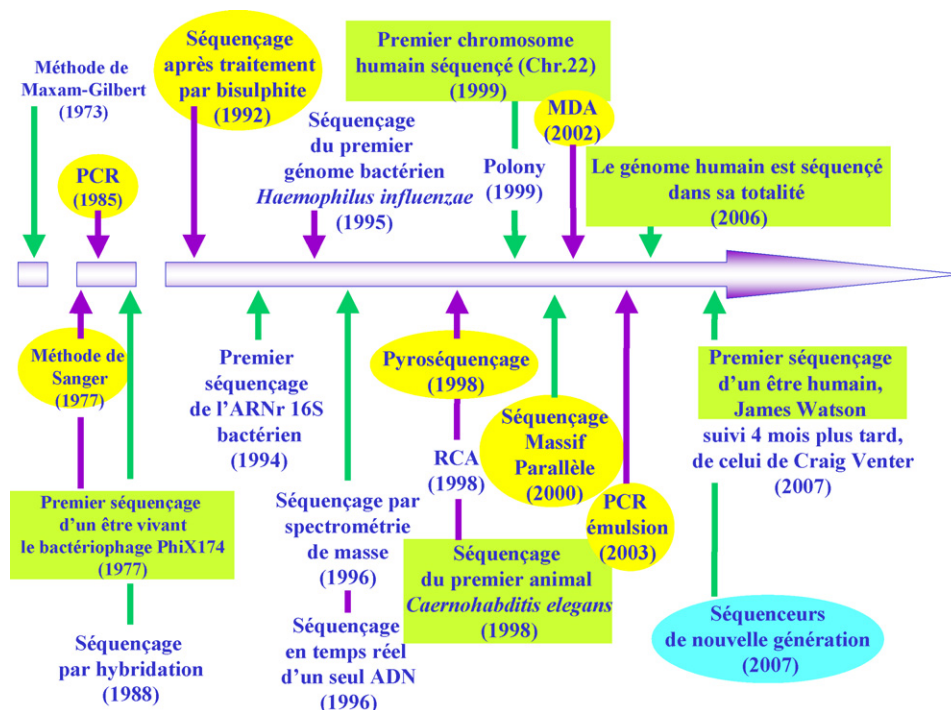 Méthode de
Maxam-Gilbert
(1973)
PCR
(1985)
Séquençage
après traitement
par bisulphite
(1992)
Séquençage
du premier
génome bactérien
Haemophilus influenzae
(1995)
Premier chromosome
humain séquençé (Chr.22)
(1999)
Polony
(1999)
MDA
(2002)
Le génome humain est séquençé
dans sa totalité
(2006)
Méthode de
Sanger
(1977)
Premier séquençage
d'un être vivant
le bactériophage PhiX174
(1977)
Séquençage
par hybridation
(1988)
Premier
séquençage
de l'ARNr 16S
bactérien
(1994)
Séquençage par
spectrométrie
de masse
(1996)
Séquençage
en temps réel
d'un seul ADN
(1996)
Pyroséquençage
(1998)
RCA
(1998)
Séquençage
du premier animal
Caernohabditis elegans
(1998)
Séquençage
Massif
Parallèle
(2000)
PCR
émulsion
(2003)
Premier séquençage
d'un être humain,
James Watson
suivi 4 mois plus tard,
de celui de Craig Venter
(2007)
Séquenceurs
de nouvelle génération
(2007)